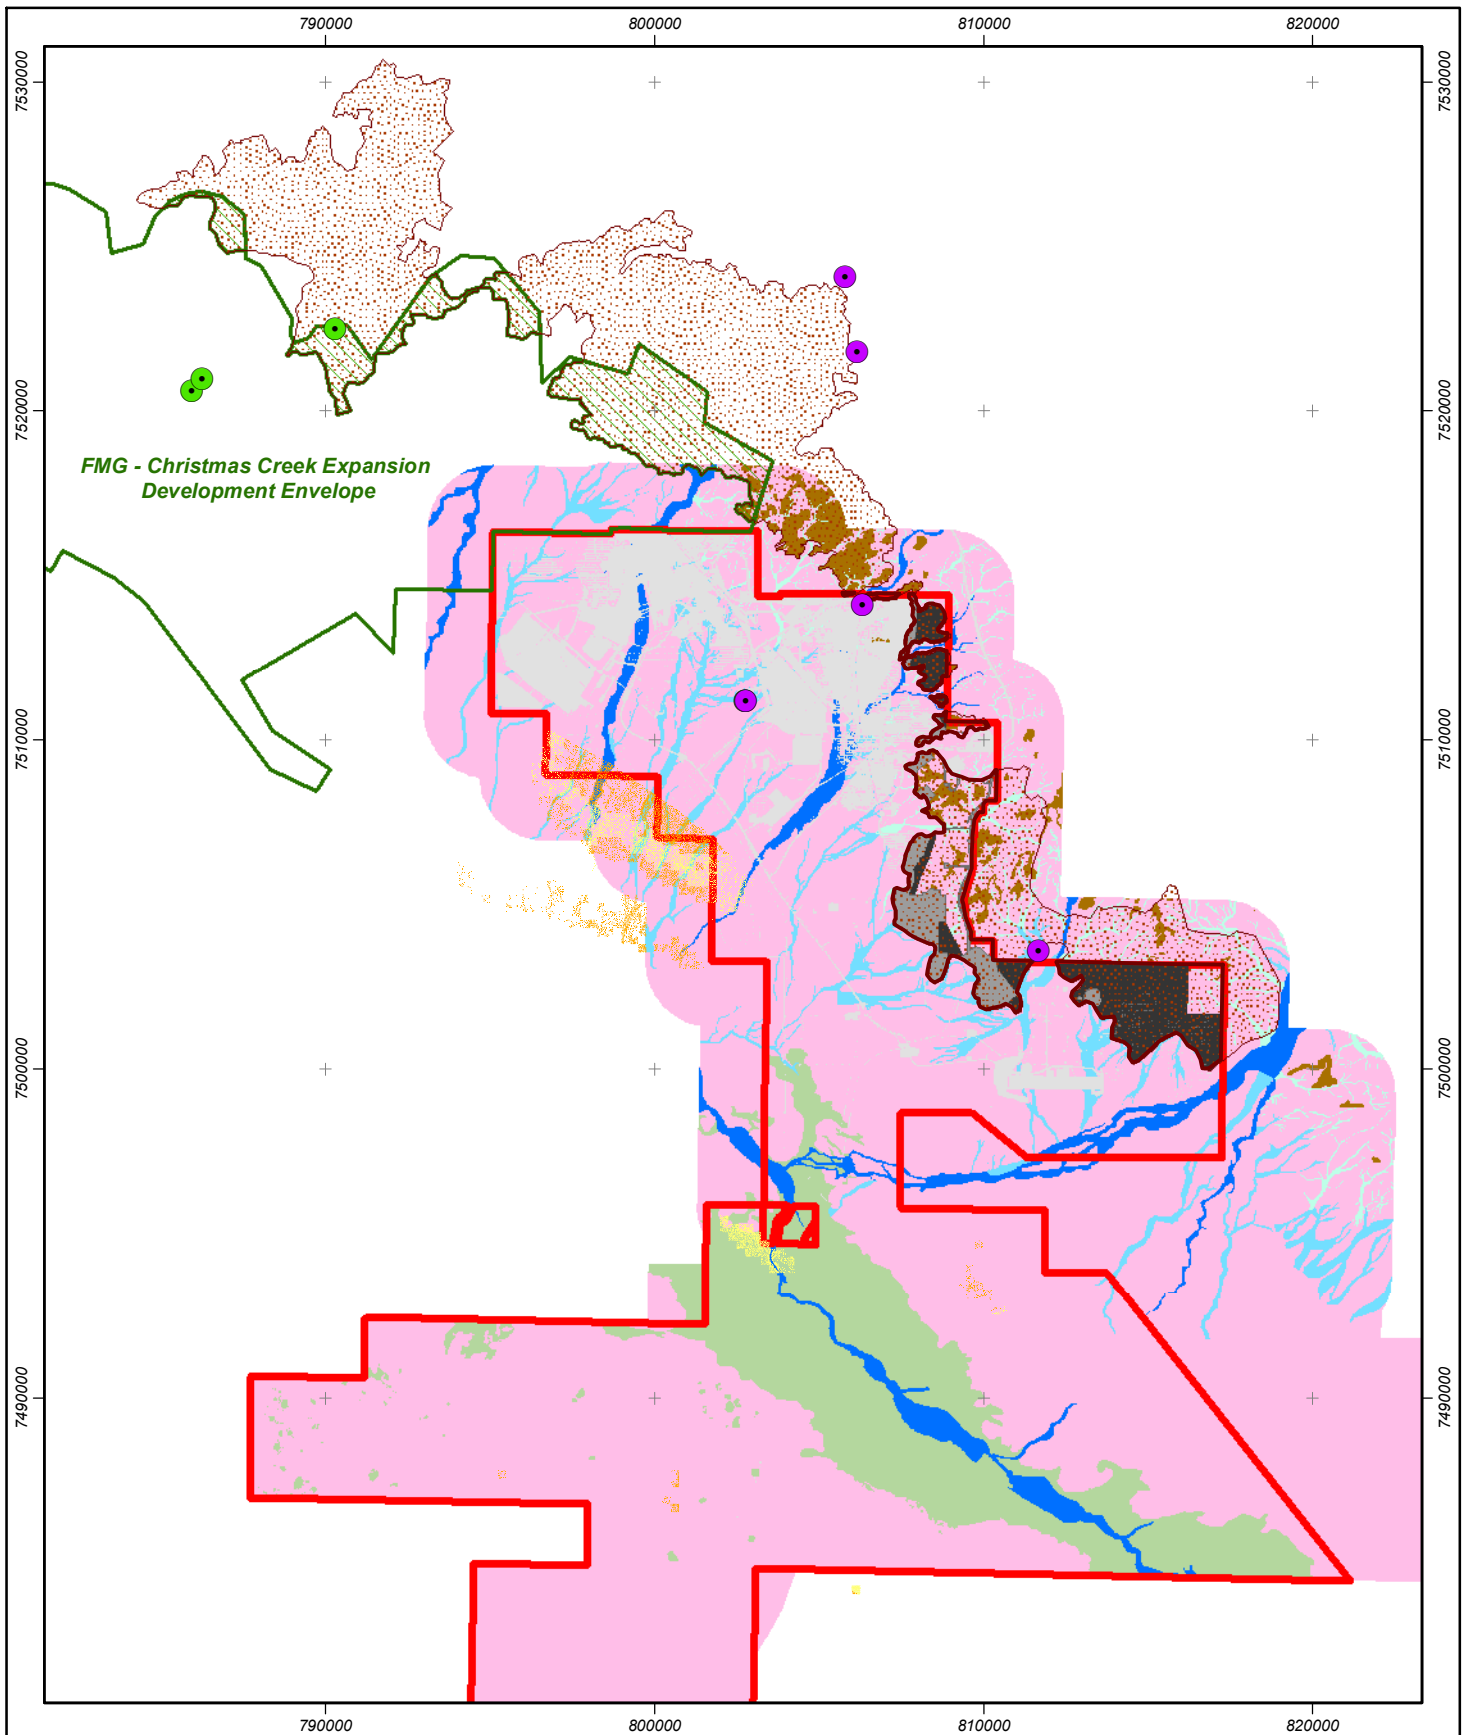 790000 800000 810000 820000
7530000 7530000
7520000 7520000
FMG - Christmas Creek Expansion
Development Envelope
7510000 7510000
7500000 7500000
7490000 7490000
790000 800000 810000 820000